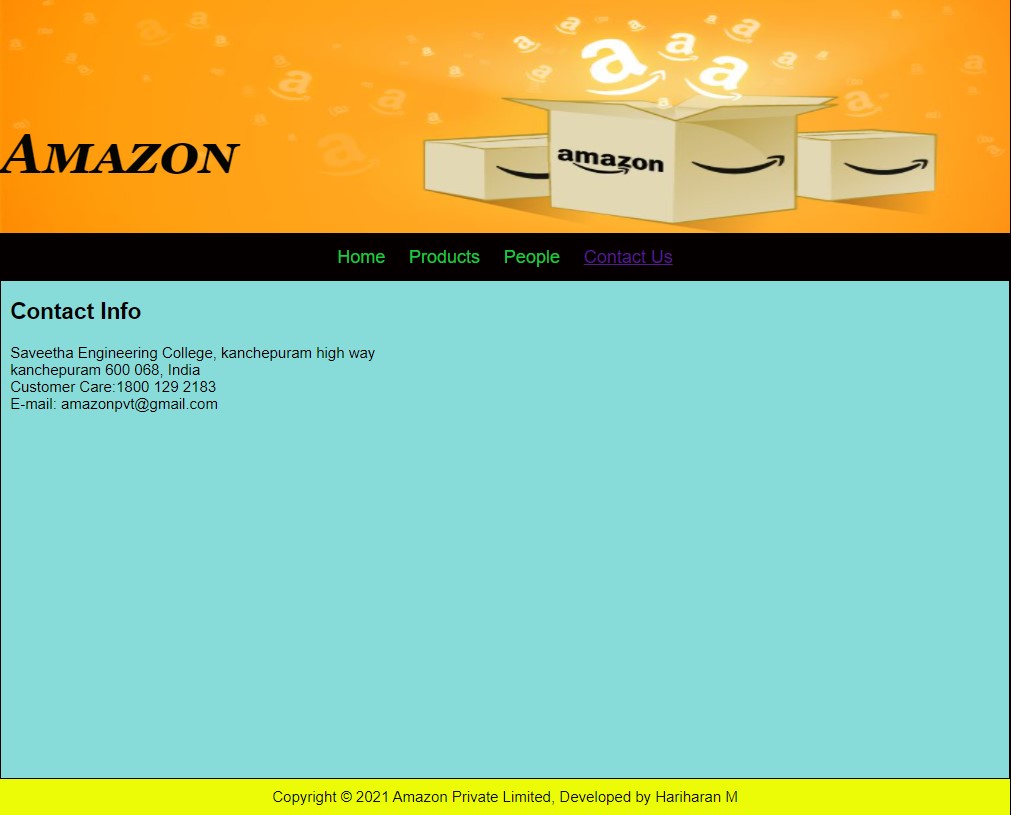 Amazon
amazon
Home Products People Contact Us
Contact Info
Saveetha Engineering College, kanchepuram high way
kanchepuram 600 068, India
Customer Care:1800 129 2183
E-mail: amazonpvt@gmail.com
Copyright © 2021 Amazon Private Limited, Developed by Hariharan M